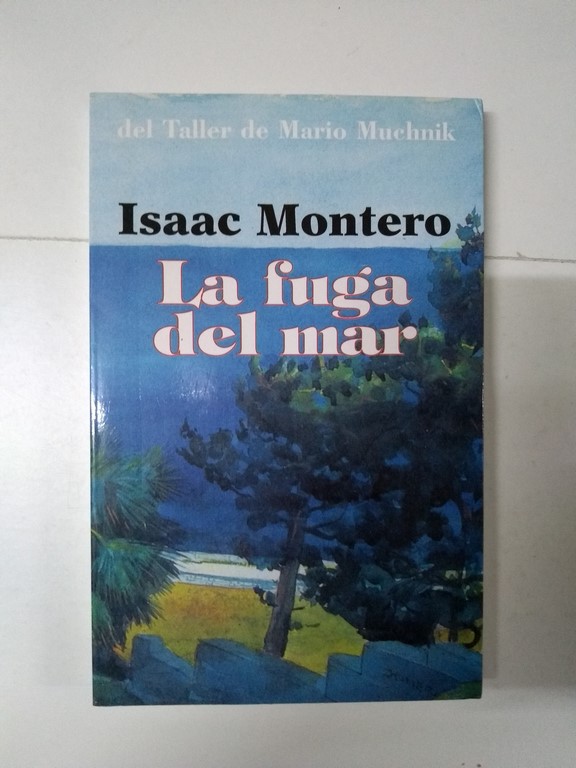 del Taller de Mario Muchnik
Isaac Montero
La fuga
del mar